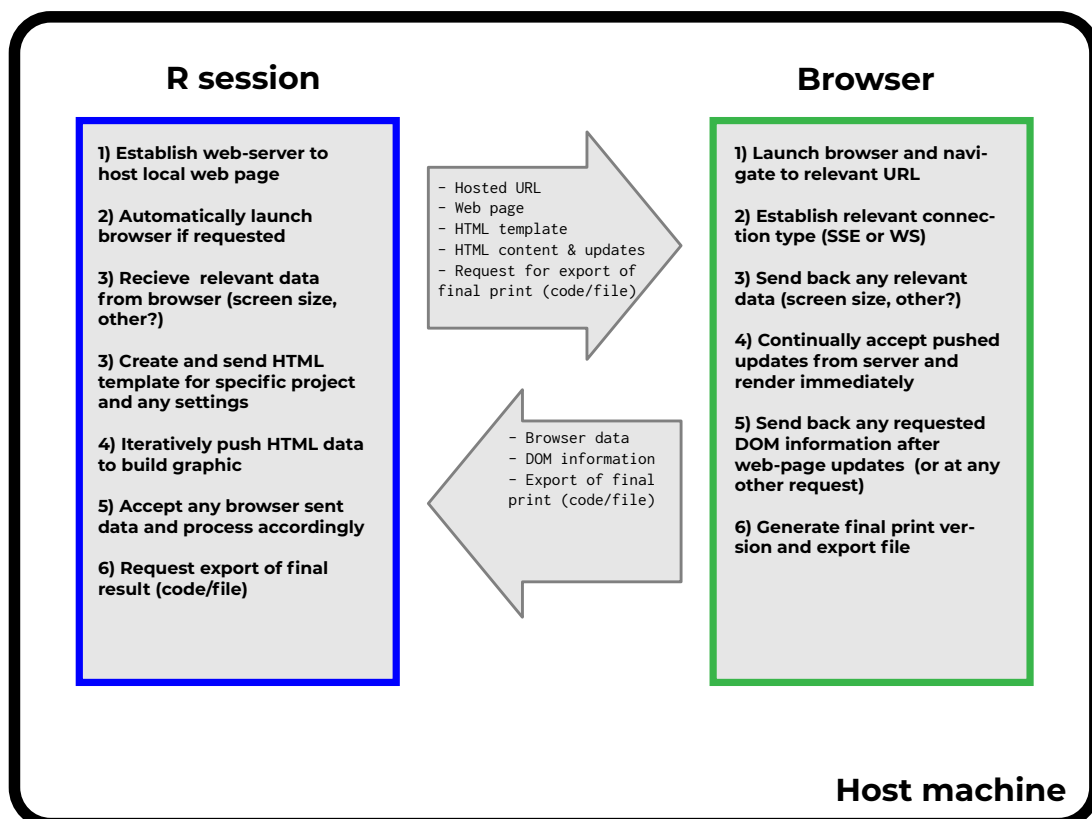 R session
1) Establish web-server to
host local web page
2) Automatically launch
browser if requested
3) Recieve  relevant data
from browser (screen size,
other?)
3) Create and send HTML
template for specific project
and any settings
4) Iteratively push HTML data
to build graphic
5) Accept any browser sent
data and process accordingly
6) Request export of final
result (code/file)
- Hosted URL
- Web page
- HTML template
- HTML content & updates
- Request for export of
final print (code/file)
- Browser data
- DOM information
- Export of final
print (code/file)
Browser
1) Launch browser and navi-
gate to relevant URL
2) Establish relevant connec-
tion type (SSE or WS)
3) Send back any relevant
data (screen size, other?)
4) Continually accept pushed
updates from server and
render immediately
5) Send back any requested
DOM information after
web-page updates  (or at any
other request)
6) Generate final print ver-
sion and export file
Host machine